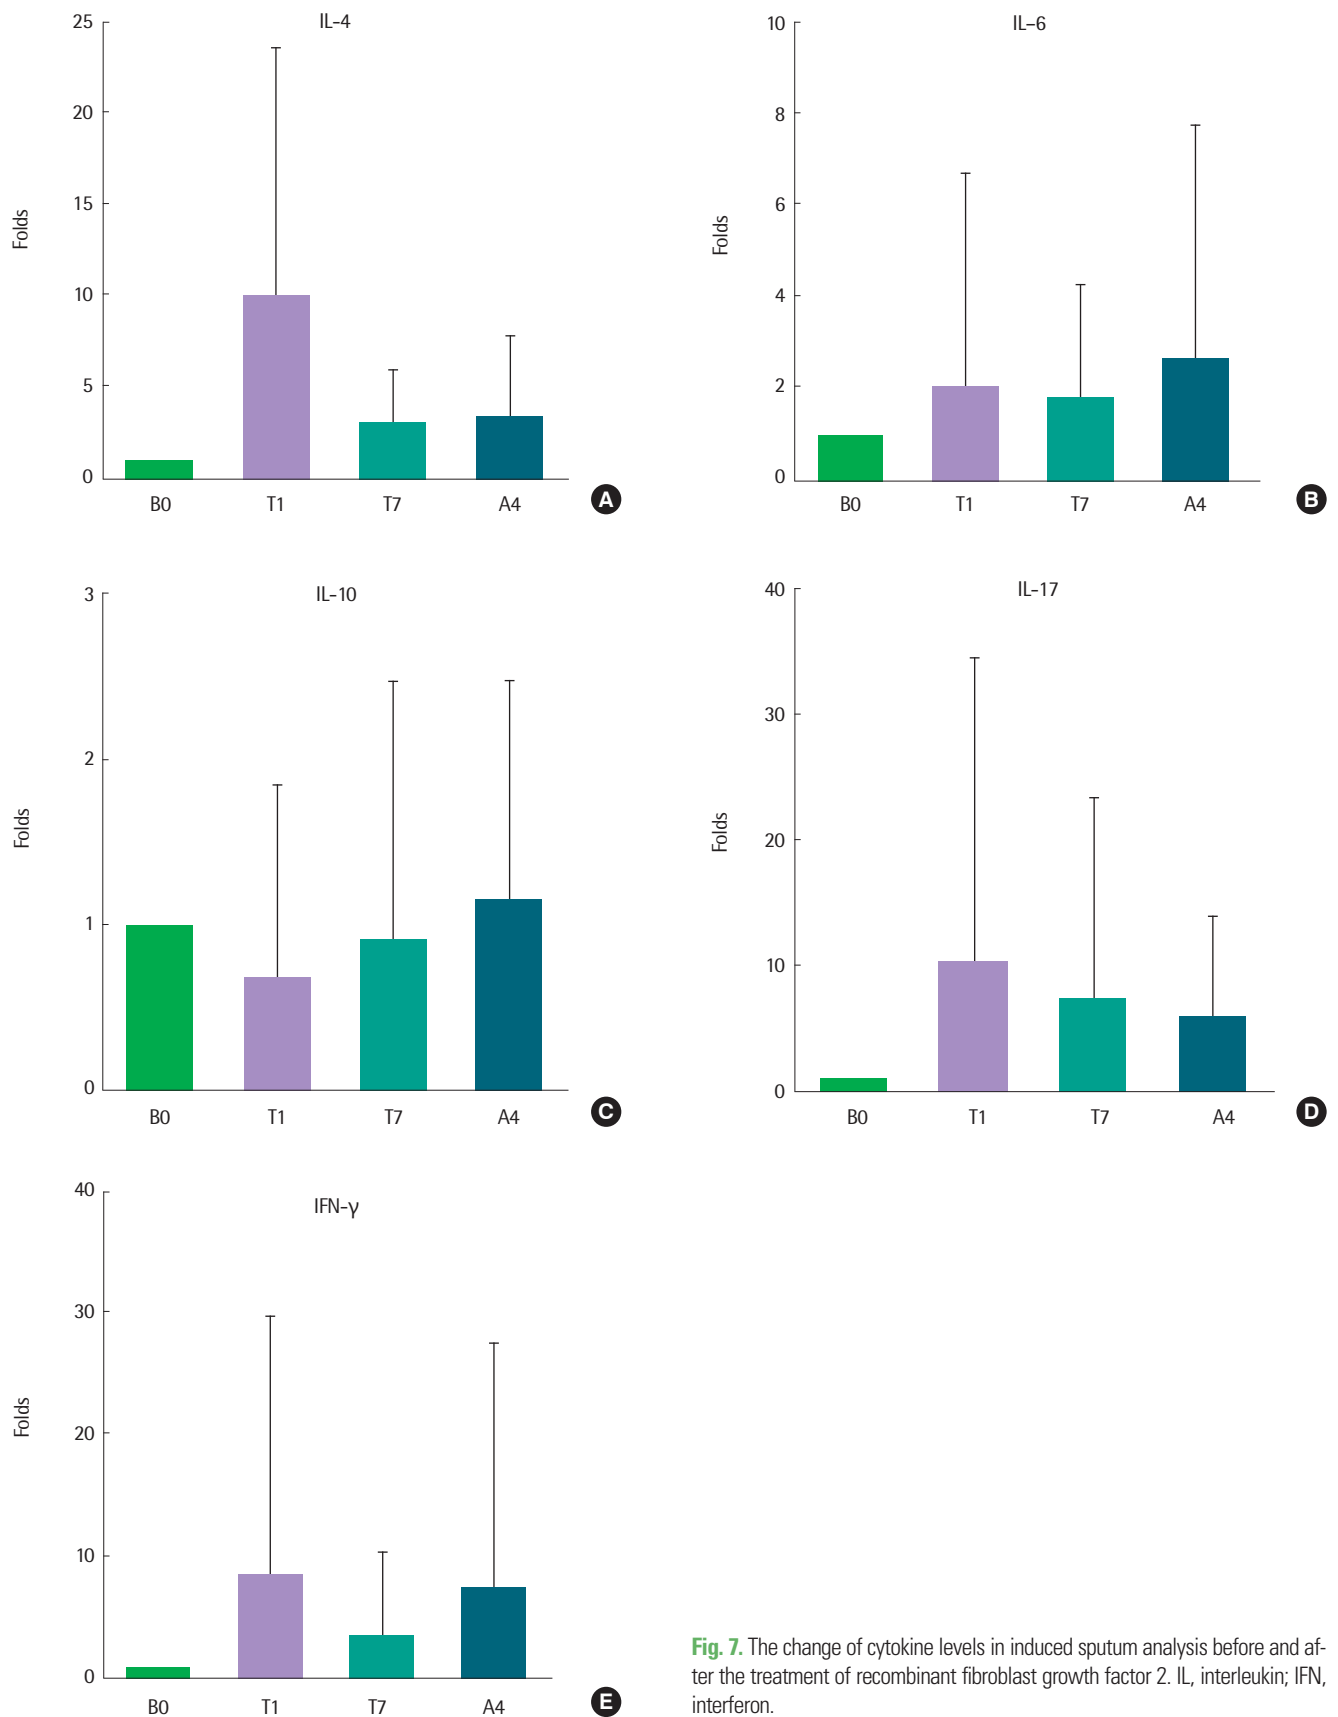 IL-4
25
20
15
10
5
0
Folds
B0 T1 T7 A4
A
IL-6
10
8
6
4
2
0
Folds
B0 T1 T7 A4
B
IL-10
3
2
1
0
Folds
B0 T1 T7 A4
C
IL-17
40
30
20
10
0
Folds
B0 T1 T7 A4
D
IFN-γ
40
30
20
10
0
Folds
B0 T1 T7 A4
E
Fig. 7. The change of cytokine levels in induced sputum analysis before and af-
ter the treatment of recombinant fibroblast growth factor 2. IL, interleukin; IFN,
interferon.